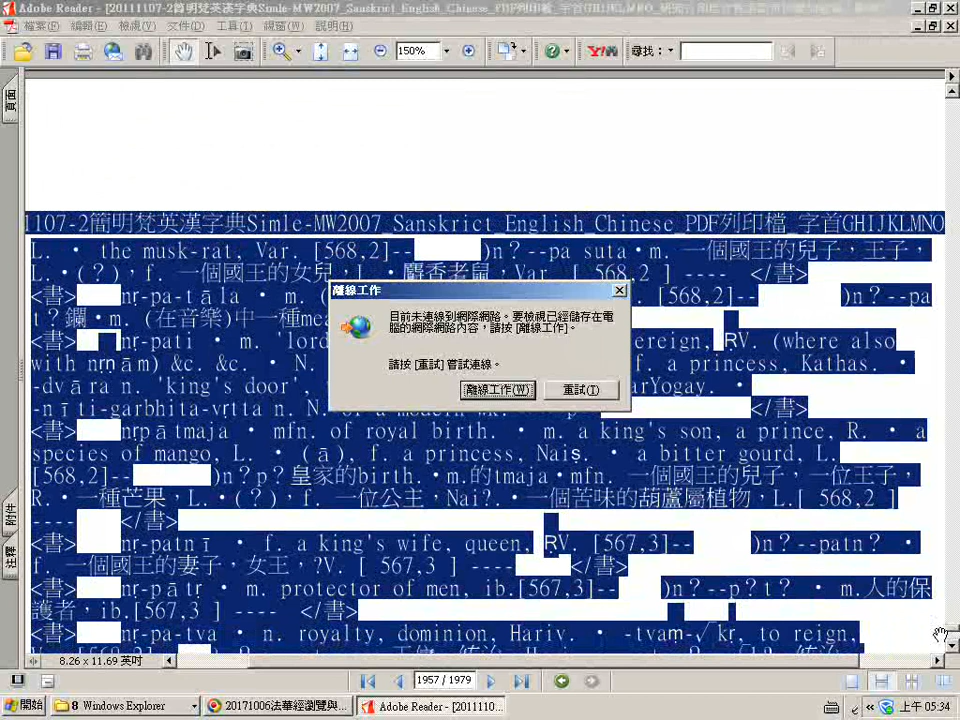 Adobe Reader - [20111107-2簡明梵英漢字典Simle-MW2007_Sanskrict_English_Chinese_PDF列印檔_字首GHIJKLMNO
檔案(F) 編輯(E) 檢視(V) 文件(D) 工具(T) 視窗(W) 說明(H)
150% 尋找：
頁面
1107-2簡明梵英漢字典Simle-MW2007_Sanskrict_English_Chinese_PDF列印檔_字首GHIJKLMNO
L.‧ the musk-rat, Var. [568,2]-- )n？--pa suta‧m. 一個國王的兒子，王子，
L.‧(？)，f. 一個國王的女兒，L.‧麝香老鼠，Var.[ 568,2 ] ---- </書>
<書> nṛ-pa-tāla ‧ m. (in [568,2]-- )n？--pa
t？鑭‧m. (在音樂)中一種mea
<書> nṛ-pati ‧ m. 'lord ereign, RV. (where also
with nṝṇām) &c. &c. ‧ N. f. a princess, Kathas. ‧
-dvāra n. 'king's door', arYogay. ‧
-nīti-garbhita-vṛtta n. N. of a modern wk. </書>
<書> nṛpātmaja ‧ mfn. of royal birth. ‧ m. a king's son, a prince, R. ‧ a
species of mango, L. ‧ (ā), f. a princess, Naiṣ. ‧ a bitter gourd, L.
[568,2]-- )n？p？皇家的birth.‧m.的tmaja‧mfn. 一個國王的兒子，一位王子，
R.‧一種芒果，L.‧(？)，f. 一位公主，Nai?.‧一個苦味的葫蘆屬植物，L.[ 568,2 ]
---- </書>
<書> nṛ-patnī ‧ f. a king's wife, queen, RV. [567,3]-- )n？--patn？ ‧
f. 一個國王的妻子，女王，?V.[ 567,3 ] ---- </書>
<書> nṛ-pātṛ ‧ m. protector of men, ib.[567,3]-- )n？--p？t？ ‧ m.人的保
護者，ib.[567,3 ] ---- </書>
<書> nṛ-pa-tva ‧ n. royalty, dominion, Hariv. ‧ -tvaṃ-√kṛ, to reign,
離線工作
目前未連線到網際網路。要檢視已經儲存在電
腦的網際網路內容，請按 [離線工作]。
請按 [重試] 嘗試連線。
離線工作(W) 重試(T)
附件
注釋
8.26 x 11.69 英吋
1957 / 1979
開始 8 Windows Explorer 20171006法華經瀏覽與... Adobe Reader - [2011110... 上午 05:34